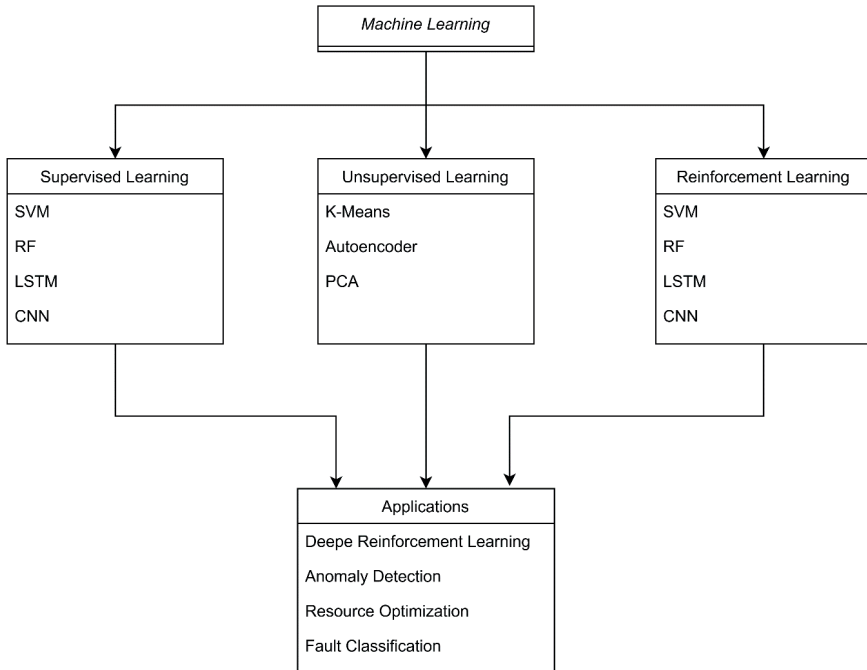 Machine Learning
Supervised Learning
SVM
RF
LSTM
CNN
Unsupervised Learning
K-Means
Autoencoder
PCA
Reinforcement Learning
SVM
RF
LSTM
CNN
Applications
Deepe Reinforcement Learning
Anomaly Detection
Resource Optimization
Fault Classification